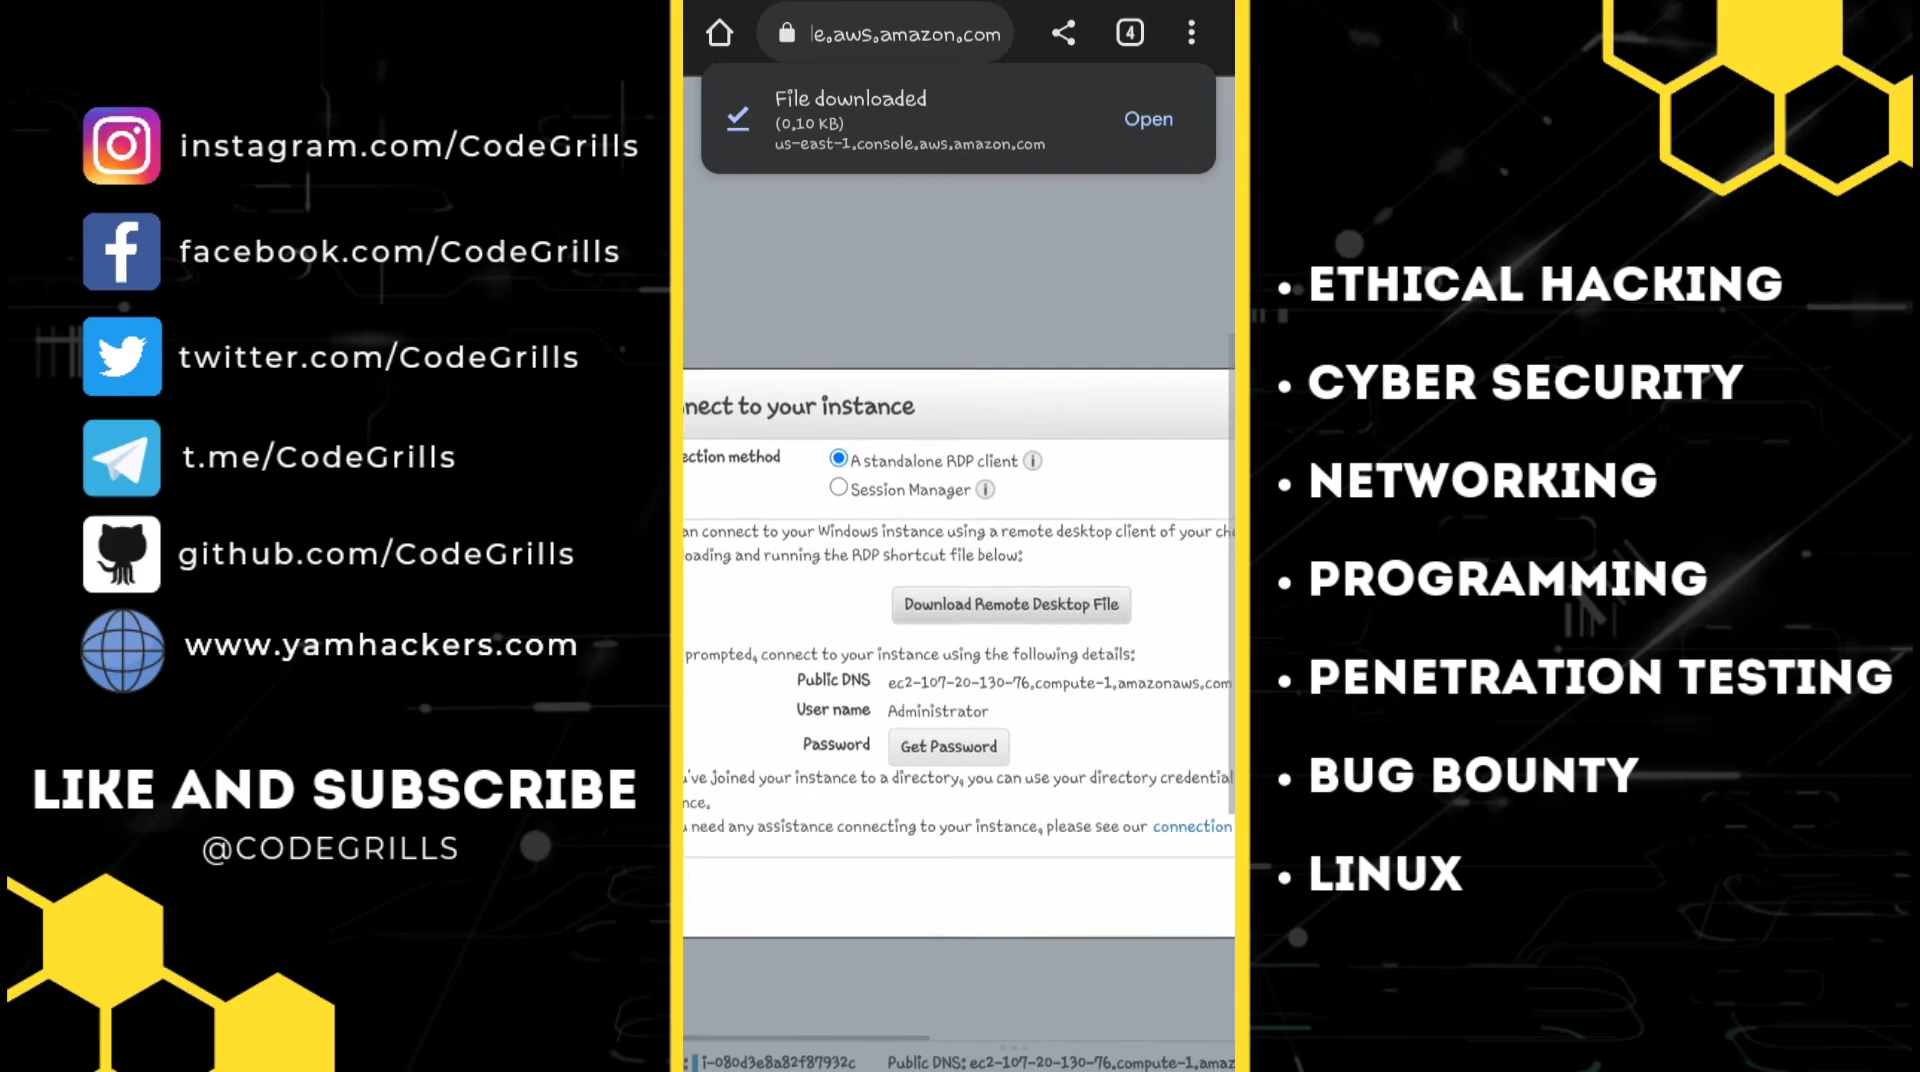 instagram.com/CodeGrills
facebook.com/CodeGrills
twitter.com/CodeGrills
t.me/CodeGrills
github.com/CodeGrills
www.yamhackers.com
LIKE AND SUBSCRIBE
@CODEGRILLS
e.aws.amazon.com
4
File downloaded
(0.10 KB)
us-east-1.console.aws.amazon.com
Open
nect to your instance
ection method
A standalone RDP client
Session Manager
an connect to your Windows instance using a remote desktop client of your ch
oading and running the RDP shortcut file below:
Download Remote Desktop File
prompted, connect to your instance using the following details:
Public DNS ec2-107-20-130-76.compute-1.amazonaws.com
User name Administrator
Password Get Password
u've joined your instance to a directory, you can use your directory credential
nce.
u need any assistance connecting to your instance, please see our connection
: i-080d3e8a82f87932c Public DNS: ec2-107-20-130-76.compute-1.amaz
• ETHICAL HACKING
• CYBER SECURITY
• NETWORKING
• PROGRAMMING
• PENETRATION TESTING
• BUG BOUNTY
• LINUX